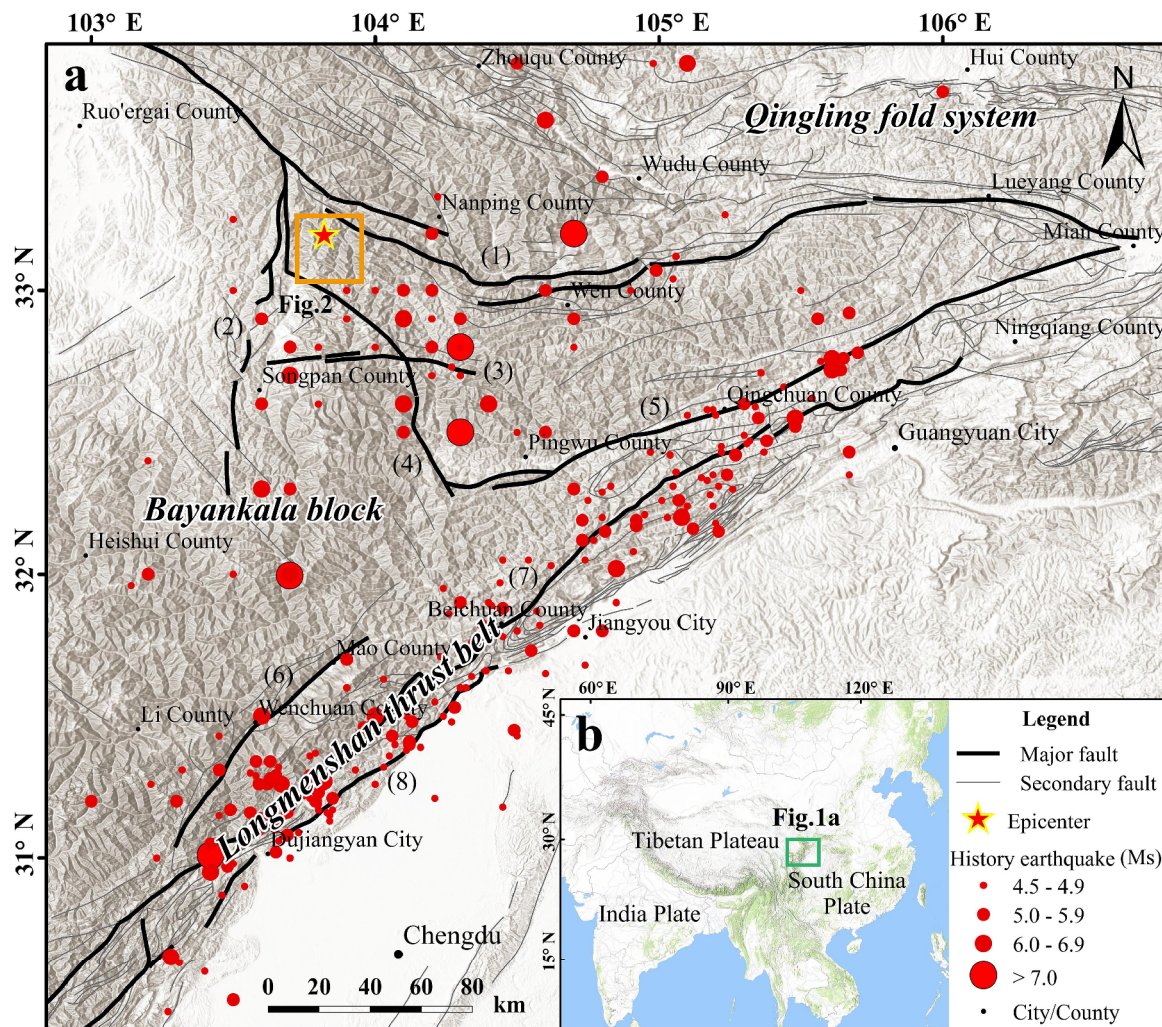 103° E
104° E
105° E
106° E
a
Zhouqu County
Hui County
N
Ruo'ergai County
Qingling fold system
Wudu County
Lueyang County
Nanping County
Mian County
(1)
33° N
Fig.2
Wen County
(2)
Ningqiang County
(3)
Songpan County
Qingchuan County
(5)
Guangyuan City
Pingwu County
(4)
Bayankala block
Heishui County
32° N
(7)
Beichuan County
Jiangyou City
Mao County
Longmenshan thrust belt
(6)
Li County
Wenchuan County
(8)
Dujiangyan City
31° N
Chengdu
0 20 40 60 80
km
60° E
90° E
120° E
b
45° N
Fig.1a
30° N
Tibetan Plateau
South China
Plate
India Plate
15° N
Legend
Major fault
Secondary fault
Epicenter
History earthquake (Ms)
4.5 - 4.9
5.0 - 5.9
6.0 - 6.9
> 7.0
City/County